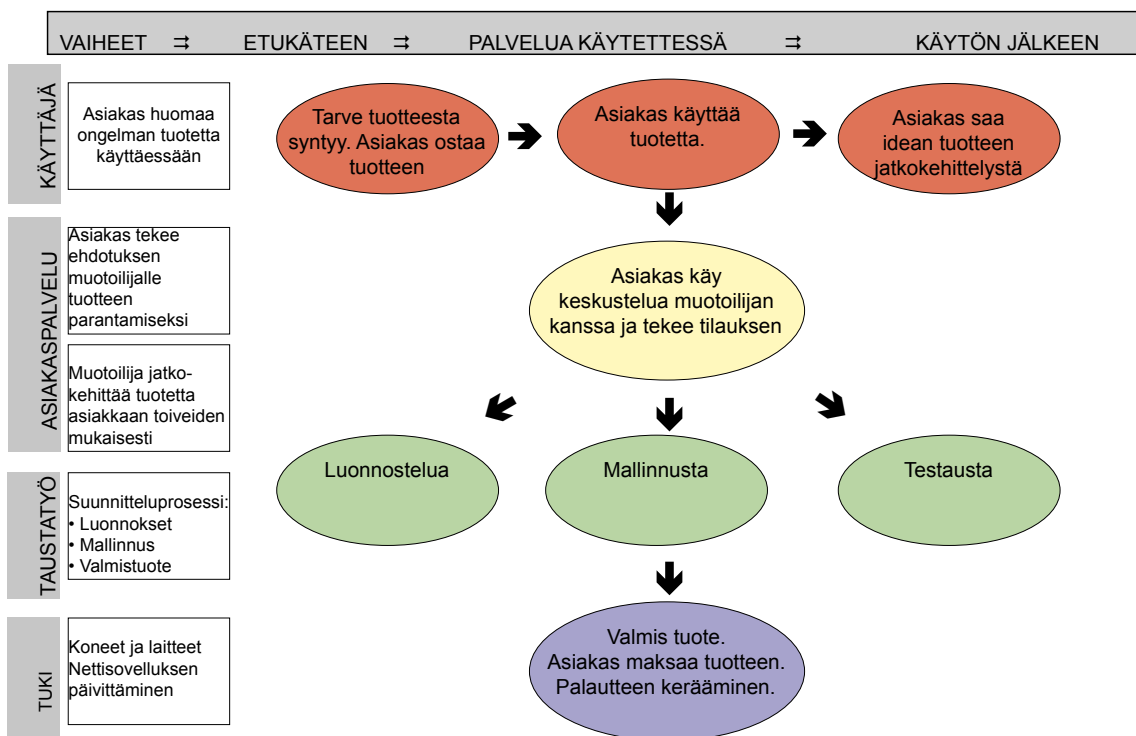 VAIHEET ⇉ ETUKÄTEEN ⇉ PALVELUA KÄYTETTESSÄ ⇉ KÄYTÖN JÄLKEEN
KÄYTTÄJÄ
Asiakas huomaa
ongelman tuotetta
käyttäessään
Tarve tuotteesta
syntyy. Asiakas ostaa
tuotteen
Asiakas käyttää
tuotetta.
Asiakas saa
idean tuotteen
jatkokehittelystä
ASIAKASPALVELU
Asiakas tekee
ehdotuksen
muotoilijalle
tuotteen
parantamiseksi
Asiakas käy
keskustelua muotoilijan
kanssa ja tekee tilauksen
Muotoilija jatko-
kehittää tuotetta
asiakkaan toiveiden
mukaisesti
Luonnostelua
Mallinnusta
Testausta
TAUSTATYÖ
Suunnitteluprosessi:
• Luonnokset
• Mallinnus
• Valmistuote
TUKI
Koneet ja laitteet
Nettisovelluksen
päivittäminen
Valmis tuote.
Asiakas maksaa tuotteen.
Palautteen kerääminen.